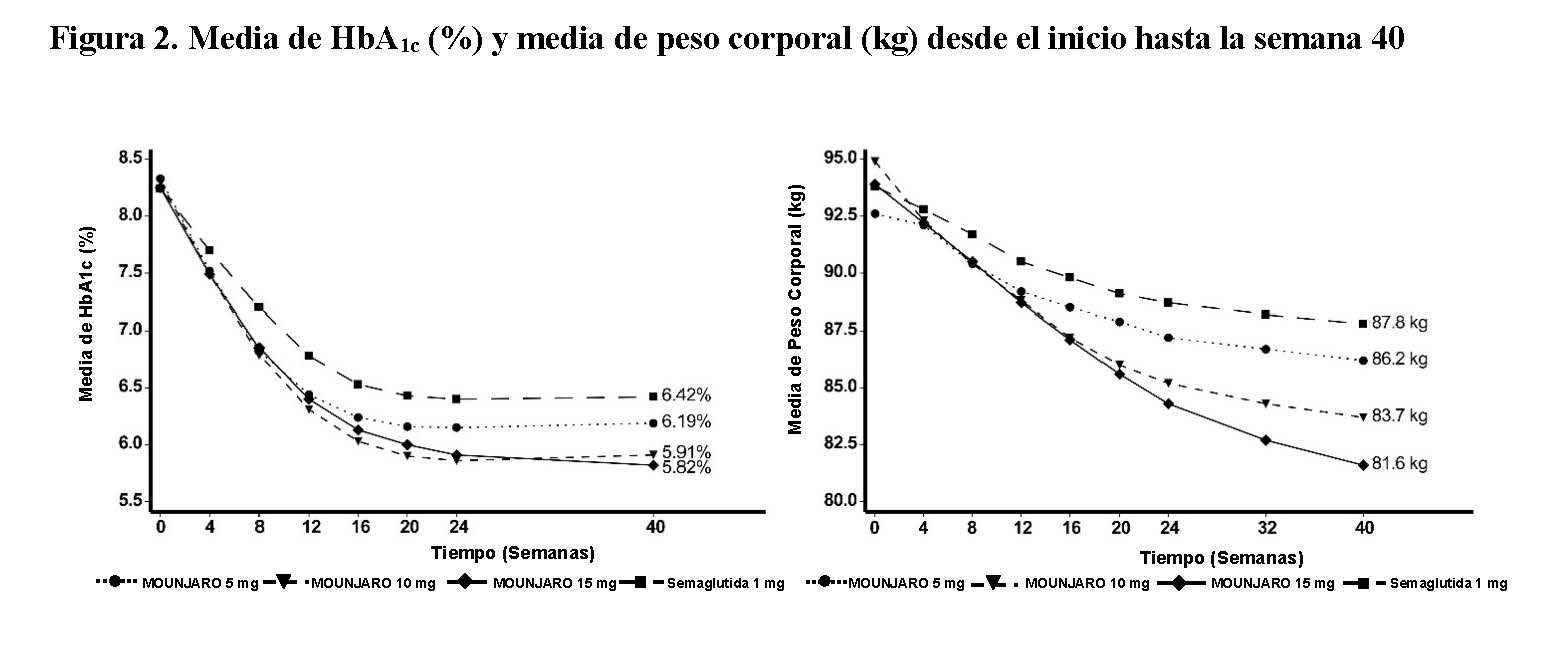 Figura 2. Media de HbA1c (%) y media de peso corporal (kg) desde el inicio hasta la semana 40
Media de HbA1c (%)
8.5
8.0
7.5
7.0
6.5
6.0
5.5
6.42%
6.19%
5.91%
5.82%
0 4 8 12 16 20 24 40
Tiempo (Semanas)
MOUNJARO 5 mg MOUNJARO 10 mg MOUNJARO 15 mg Semaglutida 1 mg
Media de Peso Corporal (kg)
95.0
92.5
90.0
87.5
85.0
82.5
80.0
87.8 kg
86.2 kg
83.7 kg
81.6 kg
0 4 8 12 16 20 24 32 40
Tiempo (Semanas)
MOUNJARO 5 mg MOUNJARO 10 mg MOUNJARO 15 mg Semaglutida 1 mg